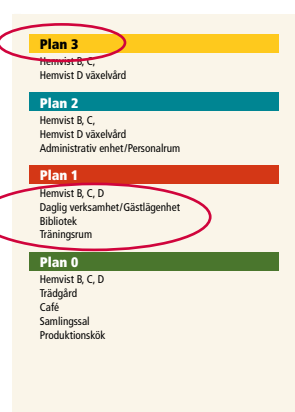 Plan 3
Hemvist B, C,
Hemvist D växelvård
Plan 2
Hemvist B, C,
Hemvist D växelvård
Administrativ enhet/Personalrum
Plan 1
Hemvist B, C, D
Daglig verksamhet/Gästlägenhet
Bibliotek
Träningsrum
Plan 0
Hemvist B, C, D
Trädgård
Café
Samlingssal
Produktionskök